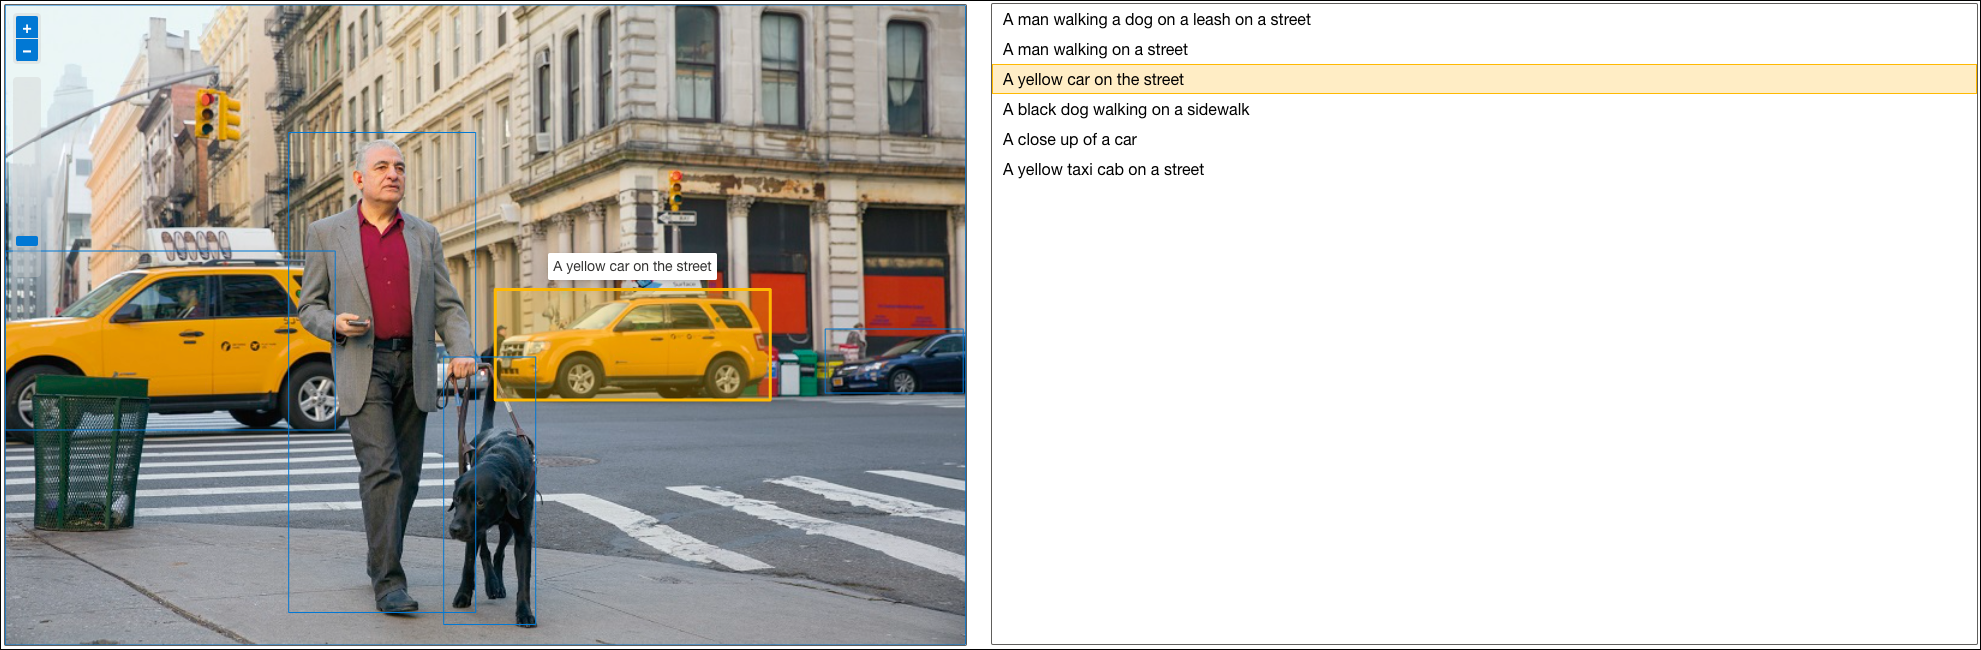 +
−
A yellow car on the street
Surface
A man walking a dog on a leash on a street
A man walking on a street
A yellow car on the street
A black dog walking on a sidewalk
A close up of a car
A yellow taxi cab on a street